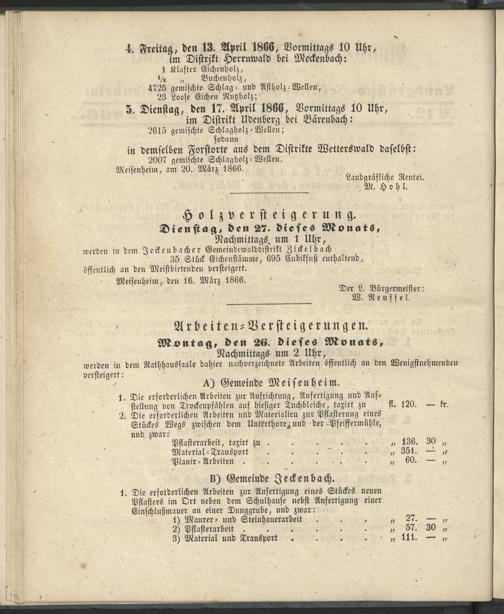 4. Freitag, den 13. April 1866, Vormittags 10 Uhr,
im Distrikt Herrnwald bei Meckenbach:
1 Klafter Eichenholz,
1/2 „ Buchenholz,
4725 gemischte Schlag- und Astholz-Wellen,
23 Loose Eichen Nutzholz;
5. Dienstag, den 17. April 1866, Vormittags 10 Uhr,
im Distrikt Udenberg bei Bärenbach:
2615 gemischte Schlagholz-Wellen;
sodann
in demselben Forstorte aus dem Distrikte Wetterswald daselbst:
2007 gemischte Schlagholz-Wellen.
Meisenheim, am 20. März 1866.
Landgräfliche Rentei.
M. Hohl.
Holzversteigerung.
Dienstag, den 27. dieses Monats,
Nachmittags um 1 Uhr,
werden in dem Jeckenbacher Gemeindewalddistrikt Zickelbach
35 Stück Eichenstämme, 695 Cubikfuß enthaltend,
öffentlich an den Meistbietenden versteigert.
Meisenheim, den 16. März 1866.
Der L. Bürgermeister:
W. Reussel.
Arbeiten-Versteigerungen.
Montag, den 26. dieses Monats,
Nachmittags um 2 Uhr,
werden in dem Rathhaussaale dahier nachverzeichnete Arbeiten öffentlich an den Wenigstnehmenden
versteigert:
A) Gemeinde Meisenheim.
1. Die erforderlichen Arbeiten zur Aufrichtung, Anfertigung und Auf-
stellung von Trockenpfählen auf hiesiger Tuchbleiche, taxirt zu fl. 120. — kr.
2. Die erforderlichen Arbeiten und Materialien zur Pflasterung eines
Stückes Wegs zwischen dem Unterthore und der Pfeiffermühle,
und zwar:
Pflasterarbeit, taxirt zu . . . . . „ 136. 30 „
Material-Transport . . . . . „ 351. — „
Planir-Arbeiten . . . . . . „ 60. — „
B) Gemeinde Jeckenbach.
1. Die erforderlichen Arbeiten zur Anfertigung eines Stückes neuen
Pflasters im Ort neben dem Schulhause nebst Anfertigung einer
Einschlußmauer an einer Dunggrube, und zwar:
1) Maurer- und Steinhauerarbeit . . . . „ 27. — „
2) Pflasterarbeit . . . . . . „ 57. 30 „
3) Material und Transport . . . . . „ 111. — „